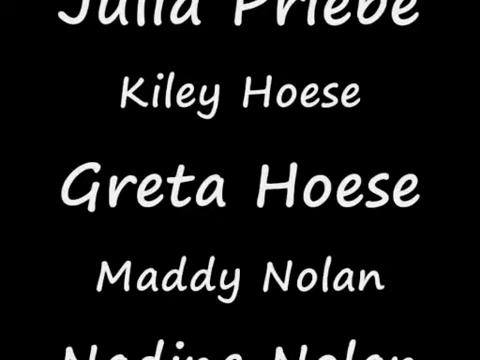 Julia Priebe
Kiley Hoese
Greta Hoese
Maddy Nolan
Nadine Nolan